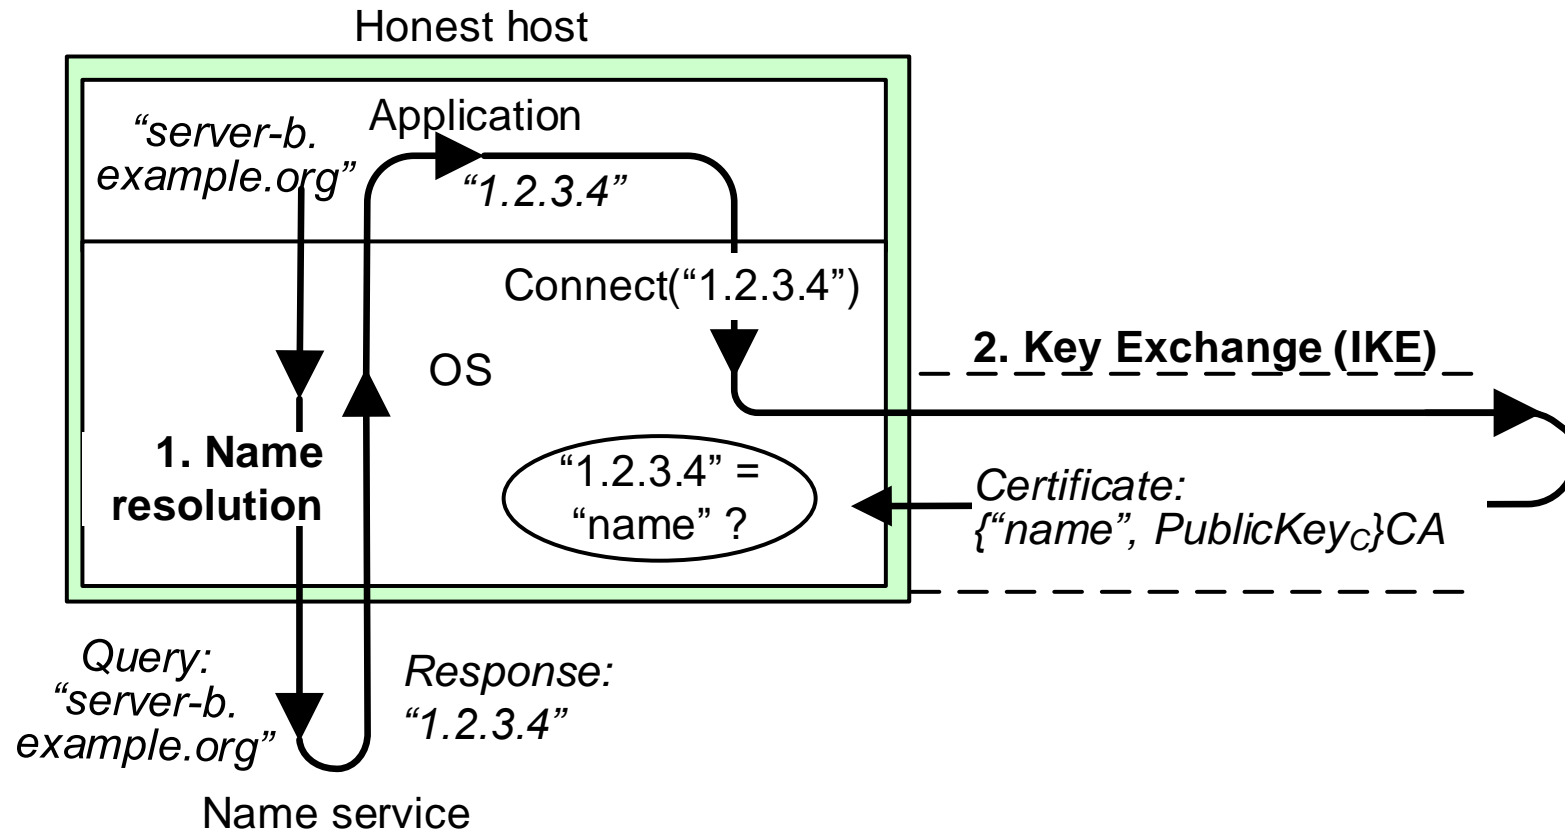 Honest host
Application
“server-b.
example.org”
“1.2.3.4”
Connect(“1.2.3.4”)
OS
2. Key Exchange (IKE)
1. Name
resolution
“1.2.3.4” =
“name” ?
Certificate:
{“name”, PublicKeyC}CA
Query:
“server-b.
example.org”
Response:
“1.2.3.4”
Name service